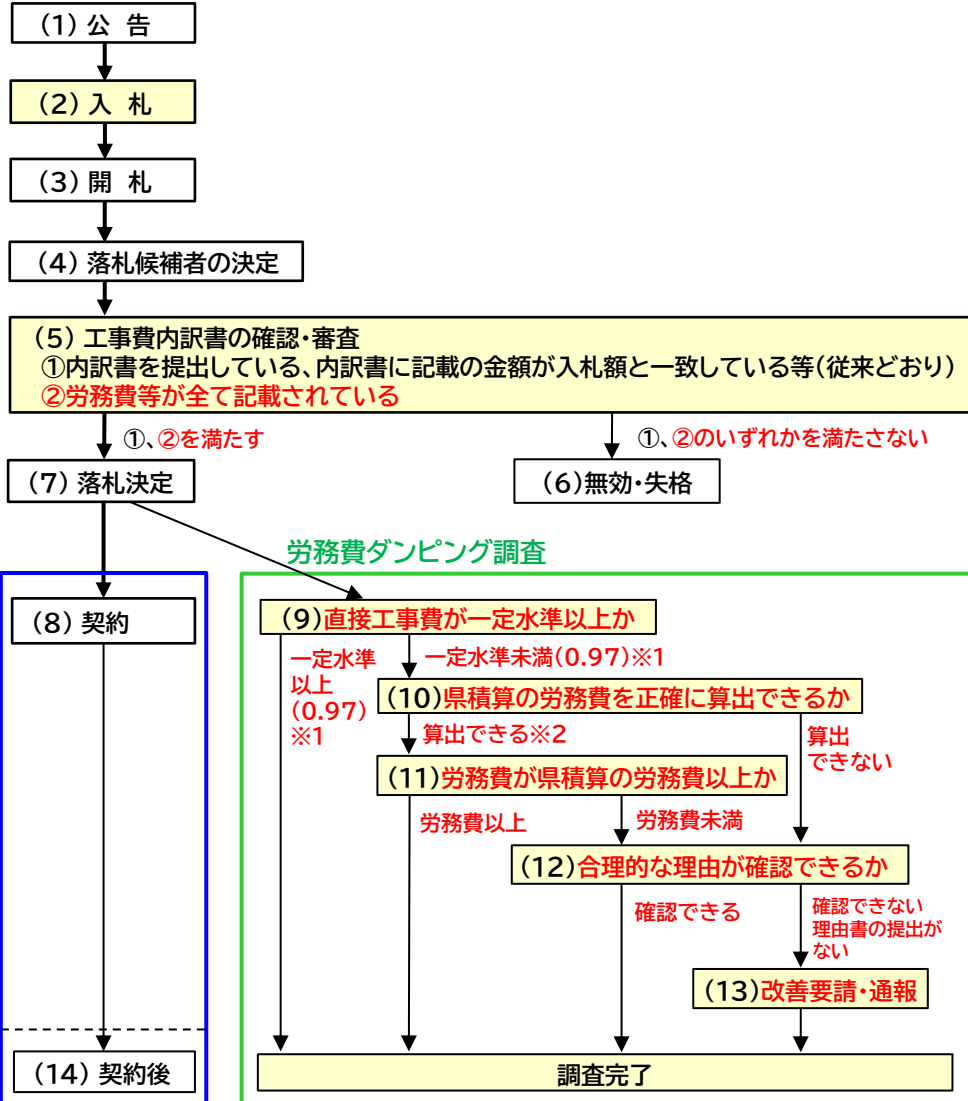 (1) 公 告
(2) 入 札
(3) 開 札
(4) 落札候補者の決定
(5) 工事費内訳書の確認・審査
①内訳書を提出している、内訳書に記載の金額が入札額と一致している等(従来どおり)
②労務費等が全て記載されている
①、②を満たす
①、②のいずれかを満たさない
(7) 落札決定
(6)無効・失格
労務費ダンピング調査
(8) 契約
(9)直接工事費が一定水準以上か
一定水準
以上
(0.97)
※1
一定水準未満(0.97)※1
(10)県積算の労務費を正確に算出できるか
算出できる※2
算出
できない
(11)労務費が県積算の労務費以上か
労務費以上
労務費未満
(12)合理的な理由が確認できるか
確認できる
確認できない
理由書の提出が
ない
(13)改善要請・通報
(14) 契約後
調査完了